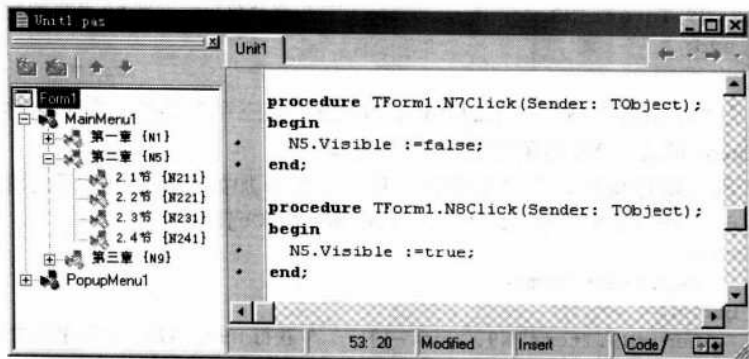 Unit1.pas
Unit1
Form1
MainMenu1
第一章 {N1}
第二章 {N5}
2.1节 {N211}
2.2节 {N221}
2.3节 {N231}
2.4节 {N241}
第三章 {N9}
PopupMenu1
procedure TForm1.N7Click(Sender: TObject);
begin
N5.Visible :=false;
end;
procedure TForm1.N8Click(Sender: TObject);
begin
N5.Visible :=true;
end;
53: 20 Modified Insert \Code/